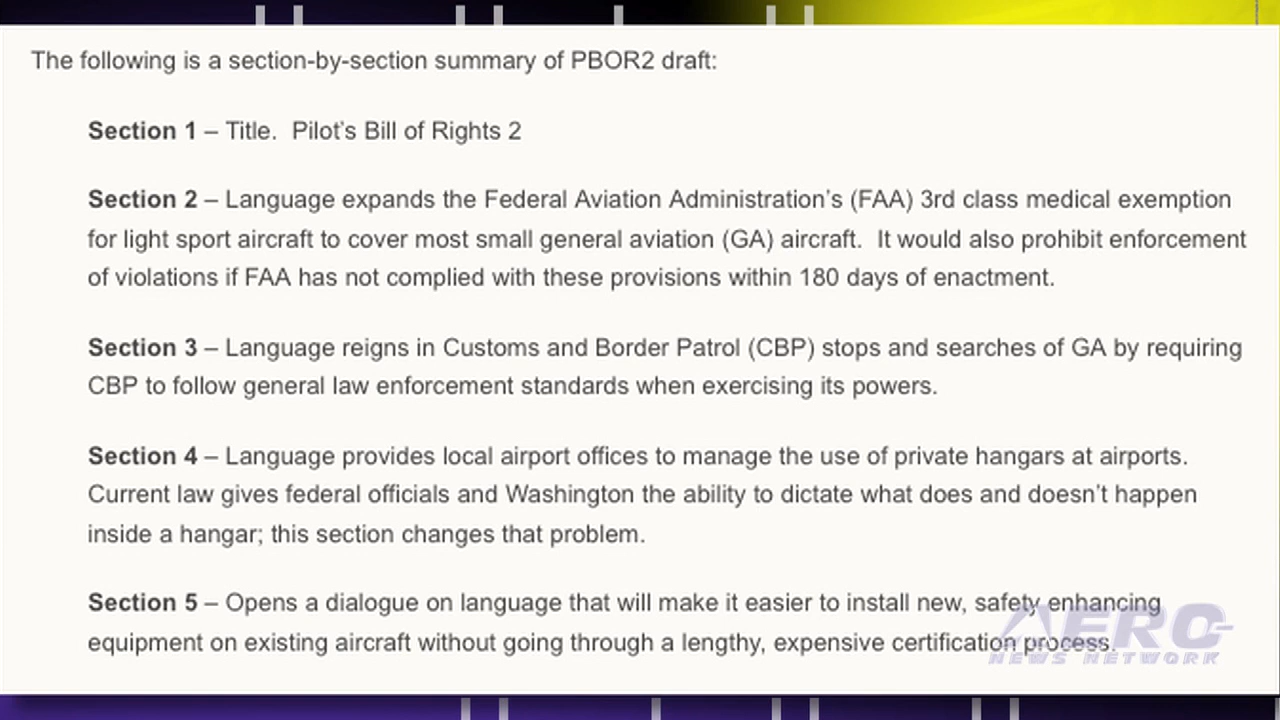 The following is a section-by-section summary of PBOR2 draft:
Section 1 – Title.  Pilot's Bill of Rights 2
Section 2 – Language expands the Federal Aviation Administration's (FAA) 3rd class medical exemption
for light sport aircraft to cover most small general aviation (GA) aircraft.  It would also prohibit enforcement
of violations if FAA has not complied with these provisions within 180 days of enactment.
Section 3 – Language reigns in Customs and Border Patrol (CBP) stops and searches of GA by requiring
CBP to follow general law enforcement standards when exercising its powers.
Section 4 – Language provides local airport offices to manage the use of private hangars at airports.
Current law gives federal officials and Washington the ability to dictate what does and doesn't happen
inside a hangar; this section changes that problem.
Section 5 – Opens a dialogue on language that will make it easier to install new, safety enhancing
equipment on existing aircraft without going through a lengthy, expensive certification process.
AERO
NEWS NETWORK